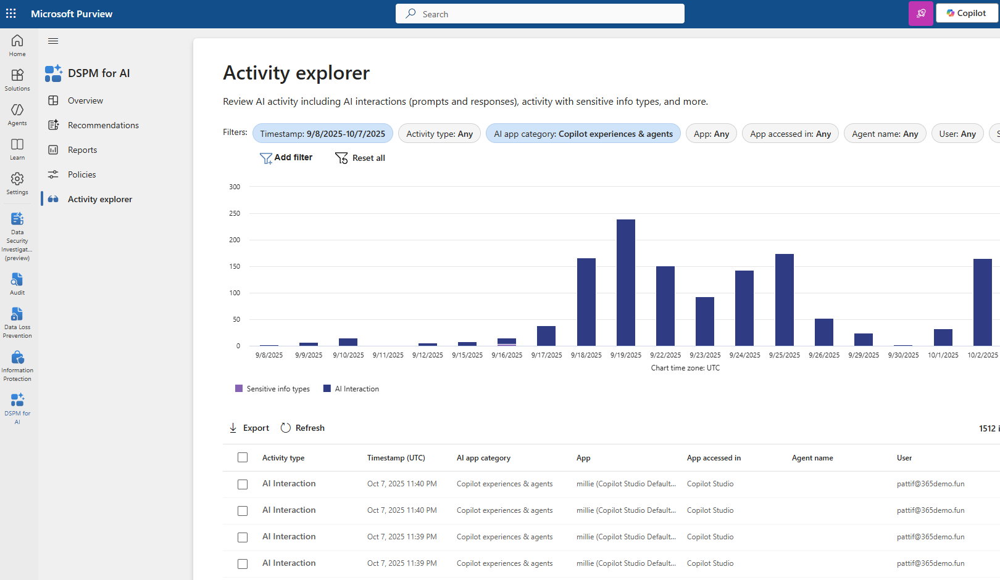 Microsoft Purview
Search
Copilot
Home
Solutions
Agents
Learn
Settings
Data
Security
Investigat...
(preview)
Audit
Data Loss
Prevention
Information
Protection
DSPM for
AI
DSPM for AI
Overview
Recommendations
Reports
Policies
Activity explorer
Activity explorer
Review AI activity including AI interactions (prompts and responses), activity with sensitive info types, and more.
Filters: Timestamp: 9/8/2025-10/7/2025 Activity type: Any AI app category: Copilot experiences & agents App: Any App accessed in: Any Agent name: Any User: Any S
Add filter Reset all
300
250
200
150
100
50
0
9/8/2025 9/9/2025 9/10/2025 9/11/2025 9/12/2025 9/15/2025 9/16/2025 9/17/2025 9/18/2025 9/19/2025 9/22/2025 9/23/2025 9/24/2025 9/25/2025 9/26/2025 9/29/2025 9/30/2025 10/1/2025 10/2/2025
Chart time zone: UTC
Sensitive info types AI Interaction
Export Refresh 1512 i
Activity type Timestamp (UTC) AI app category App App accessed in Agent name User
AI Interaction Oct 7, 2025 11:40 PM Copilot experiences & agents millie (Copilot Studio Default... Copilot Studio pattif@365demo.fun
AI Interaction Oct 7, 2025 11:40 PM Copilot experiences & agents millie (Copilot Studio Default... Copilot Studio pattif@365demo.fun
AI Interaction Oct 7, 2025 11:39 PM Copilot experiences & agents millie (Copilot Studio Default... Copilot Studio pattif@365demo.fun
AI Interaction Oct 7, 2025 11:39 PM Copilot experiences & agents millie (Copilot Studio Default... Copilot Studio pattif@365demo.fun